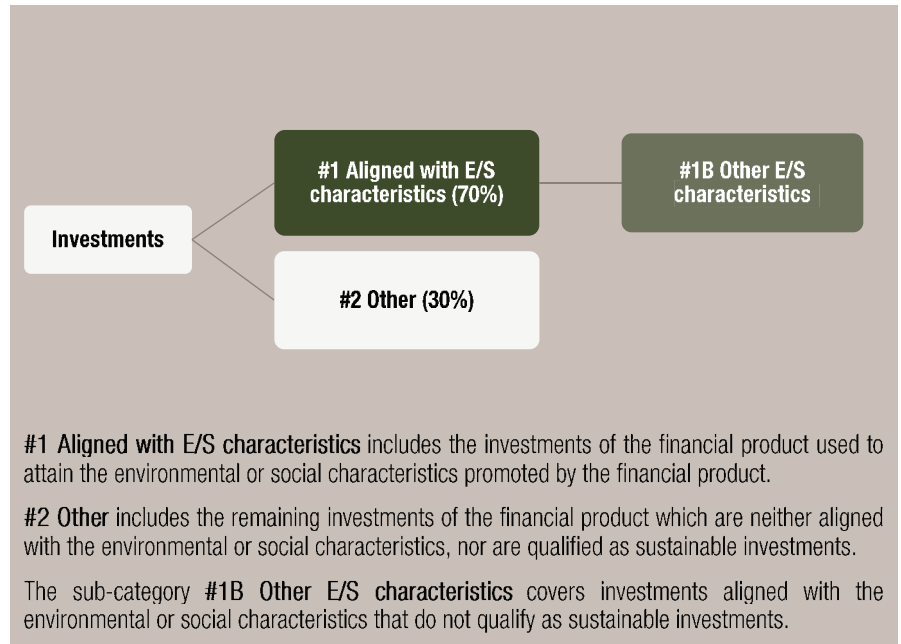 #1 Aligned with E/S
characteristics (70%)
#1B Other E/S
characteristics
Investments
#2 Other (30%)
#1 Aligned with E/S characteristics includes the investments of the financial product used to
attain the environmental or social characteristics promoted by the financial product.
#2 Other includes the remaining investments of the financial product which are neither aligned
with the environmental or social characteristics, nor are qualified as sustainable investments.
The sub-category #1B Other E/S characteristics covers investments aligned with the
environmental or social characteristics that do not qualify as sustainable investments.